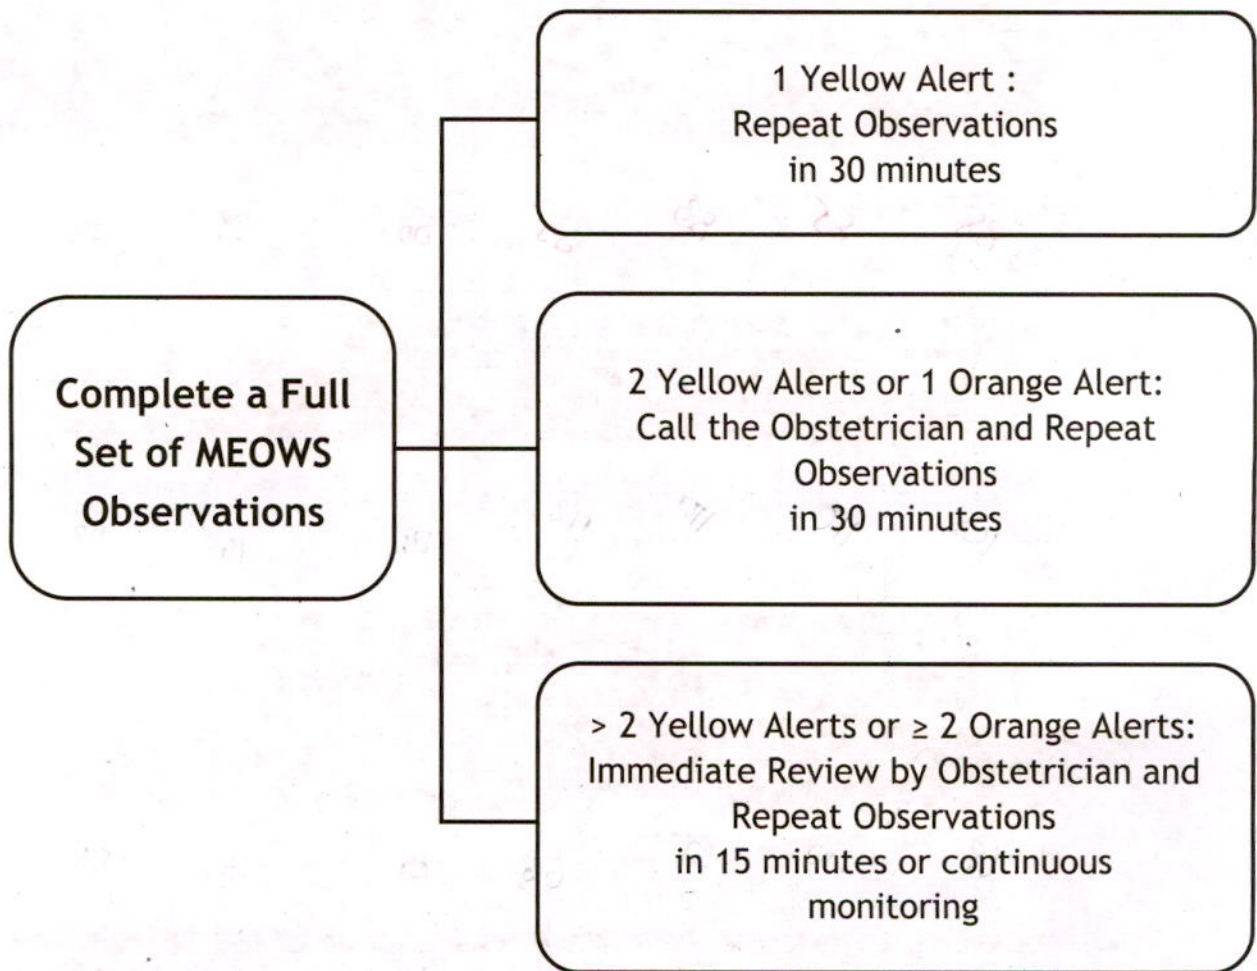 Complete a Full
Set of MEOWS
Observations
1 Yellow Alert :
Repeat Observations
in 30 minutes
2 Yellow Alerts or 1 Orange Alert:
Call the Obstetrician and Repeat
Observations
in 30 minutes
> 2 Yellow Alerts or ≥ 2 Orange Alerts:
Immediate Review by Obstetrician and
Repeat Observations
in 15 minutes or continuous
monitoring